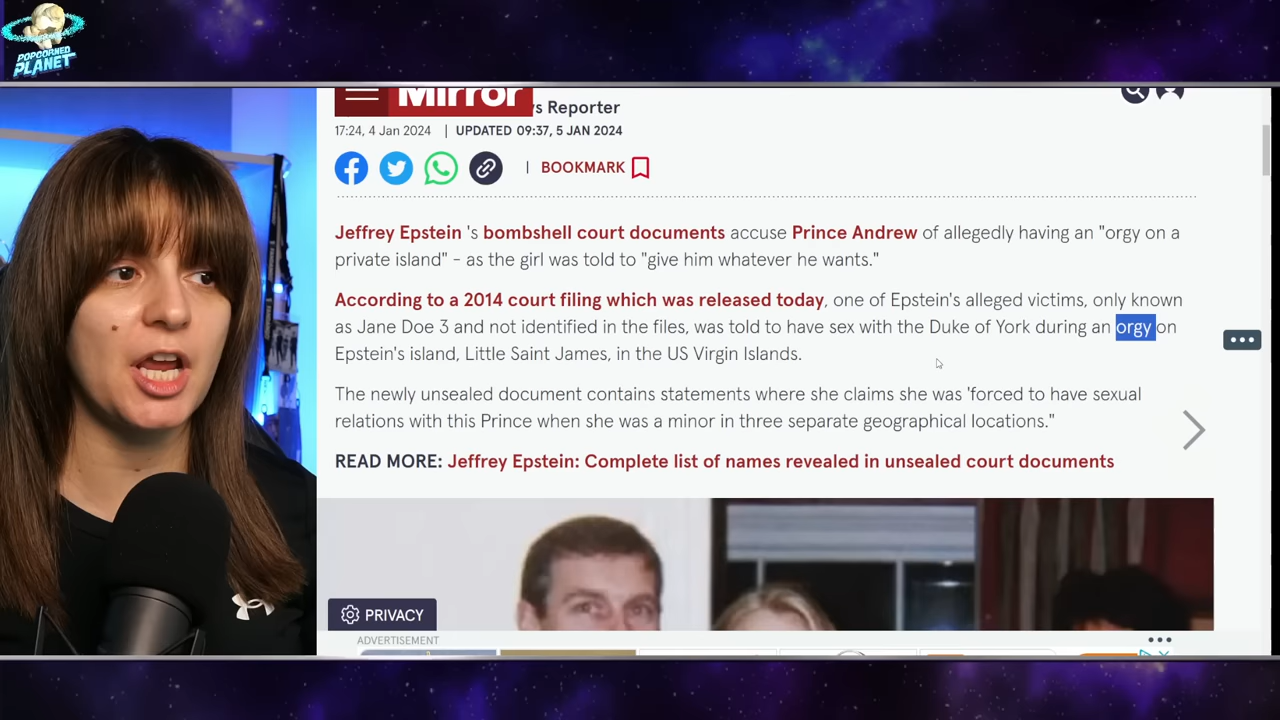 POPCORNED
PLANET
Mirror
's Reporter
17:24, 4 Jan 2024 | UPDATED 09:37, 5 JAN 2024
| BOOKMARK
Jeffrey Epstein 's bombshell court documents accuse Prince Andrew of allegedly having an "orgy on a
private island" - as the girl was told to "give him whatever he wants."
According to a 2014 court filing which was released today, one of Epstein's alleged victims, only known
as Jane Doe 3 and not identified in the files, was told to have sex with the Duke of York during an orgy on
Epstein's island, Little Saint James, in the US Virgin Islands.
The newly unsealed document contains statements where she claims she was 'forced to have sexual
relations with this Prince when she was a minor in three separate geographical locations."
READ MORE: Jeffrey Epstein: Complete list of names revealed in unsealed court documents
PRIVACY
ADVERTISEMENT